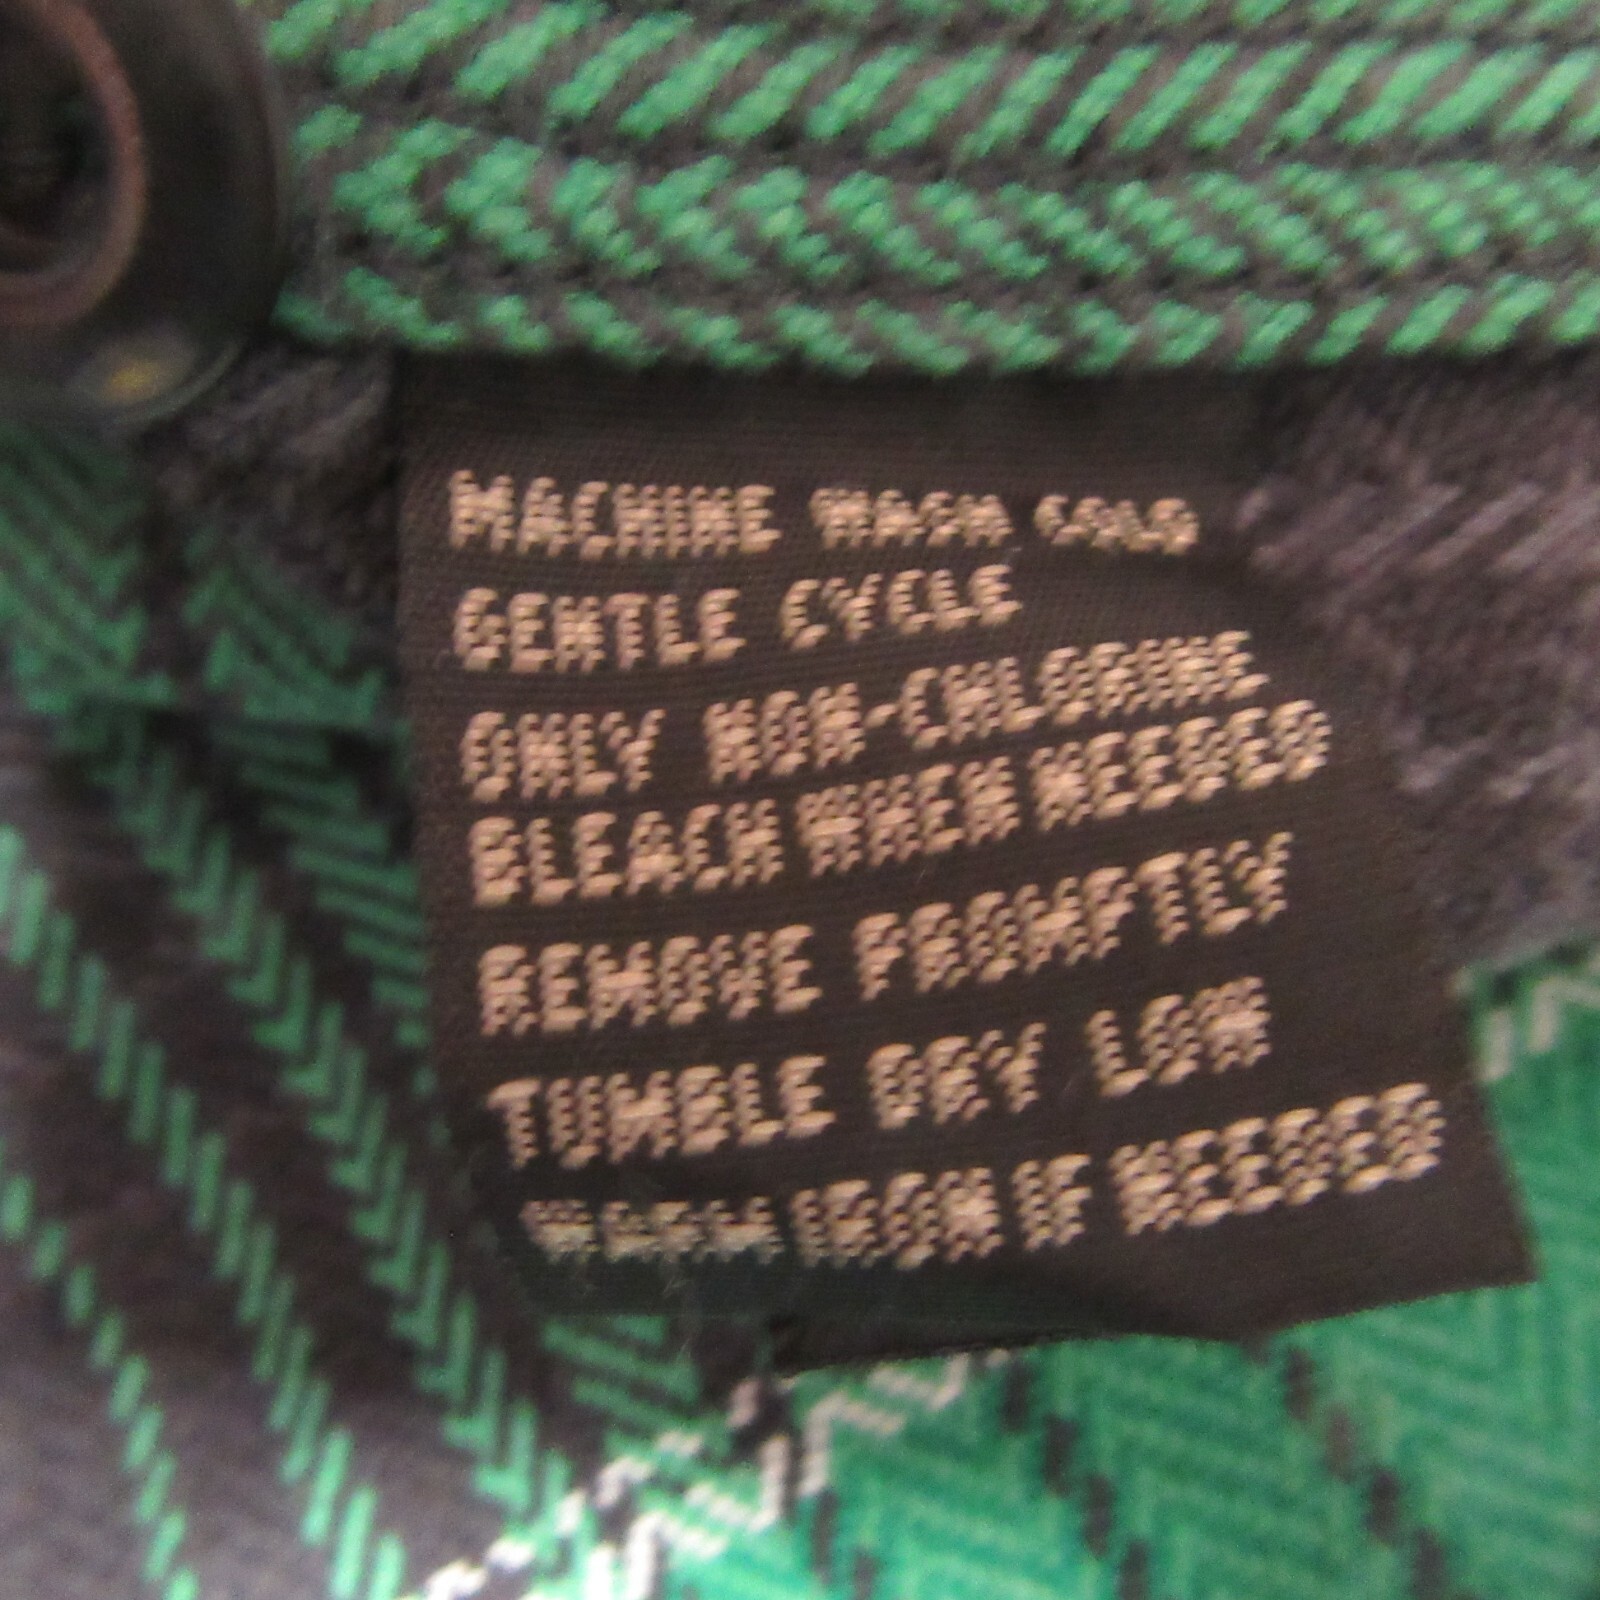 MACHINE WASH COLD
GENTLE CYCLE
ONLY NON-CHLORINE
BLEACH WHEN NEEDED
REMOVE PROMPTLY
TUMBLE DRY LOW
WARM IRON IF NEEDED